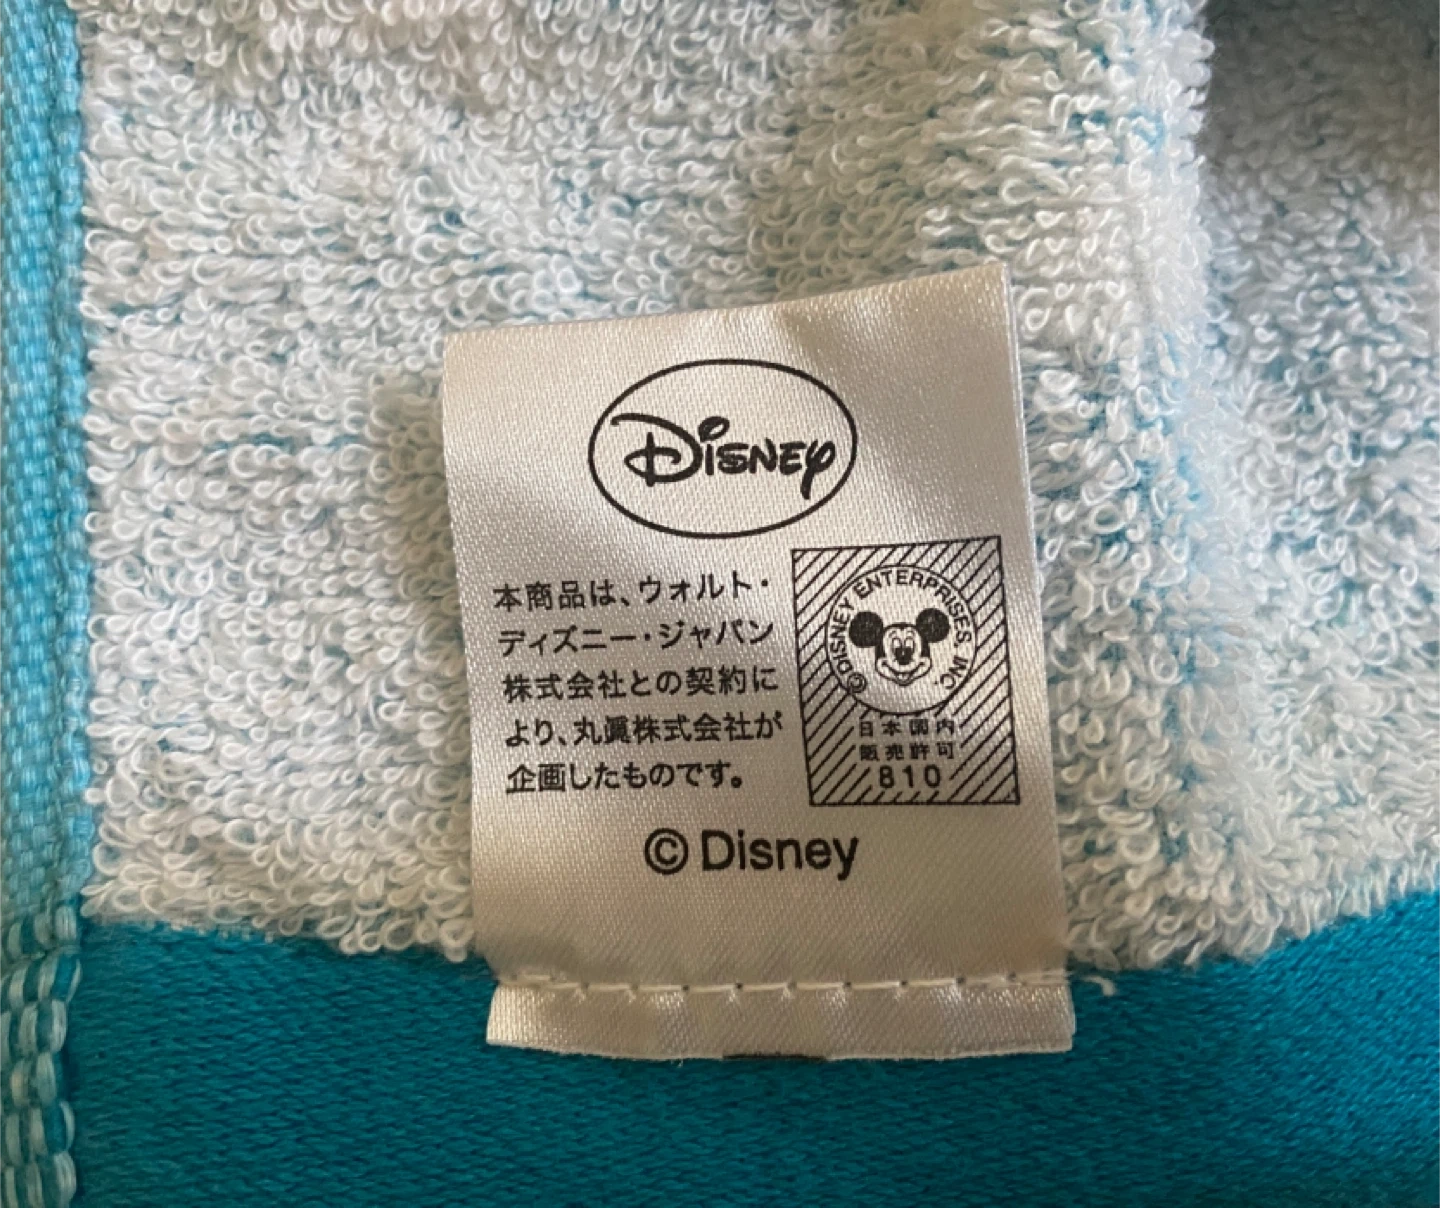 Disney
本商品は、ウォルト・
ディズニー・ジャパン
株式会社との契約に
より、丸眞株式会社が
企画したものです。
©DISNEY ENTERPRISES, INC.
日本国内
販売許可
810
©Disney